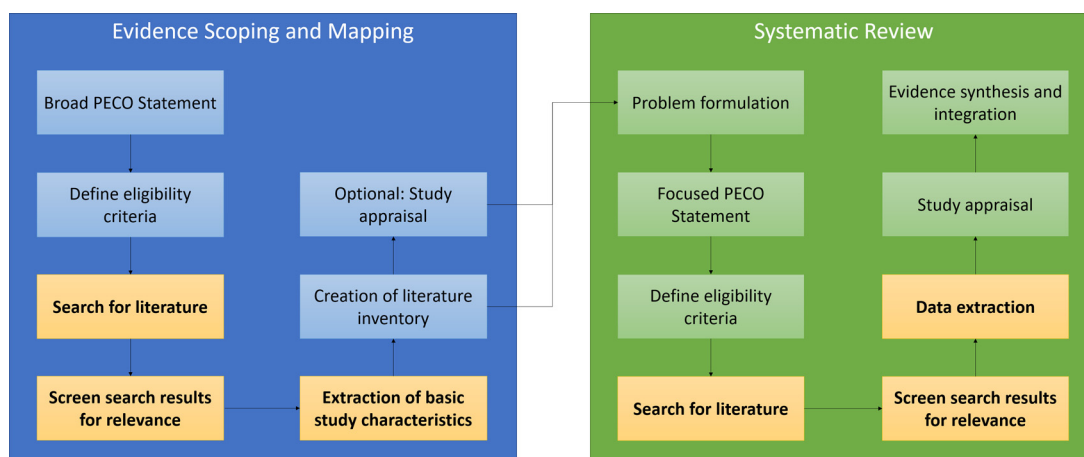 Evidence Scoping and Mapping
Broad PECO Statement
Define eligibility
criteria
Search for literature
Screen search results
for relevance
Extraction of basic
study characteristics
Creation of literature
inventory
Optional: Study
appraisal
Systematic Review
Problem formulation
Focused PECO
Statement
Define eligibility
criteria
Search for literature
Screen search results
for relevance
Data extraction
Study appraisal
Evidence synthesis and
integration